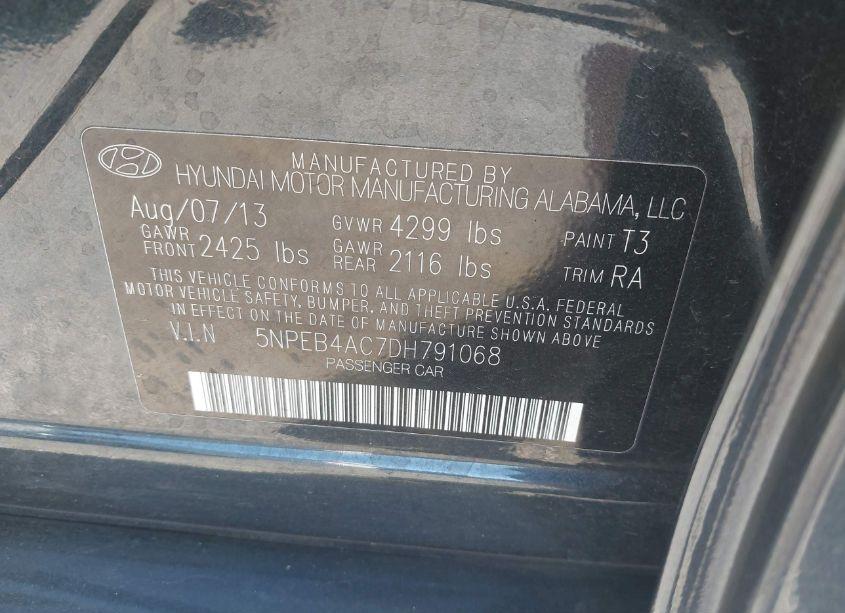 MANUFACTURED BY
HYUNDAI MOTOR MANUFACTURING ALABAMA, LLC
Aug/07/13 GVWR 4299 lbs PAINT T3
GAWR FRONT 2425 lbs GAWR REAR 2116 lbs TRIM RA
THIS VEHICLE CONFORMS TO ALL APPLICABLE U.S.A. FEDERAL
MOTOR VEHICLE SAFETY, BUMPER, AND THEFT PREVENTION STANDARDS
IN EFFECT ON THE DATE OF MANUFACTURE SHOWN ABOVE.
V.I.N 5NPEB4AC7DH791068
PASSENGER CAR